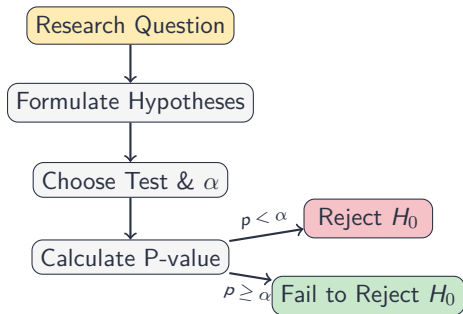 Research Question
Formulate Hypotheses
Choose Test & α
Calculate P-value
p < α
Reject H₀
p ≥ α
Fail to Reject H₀